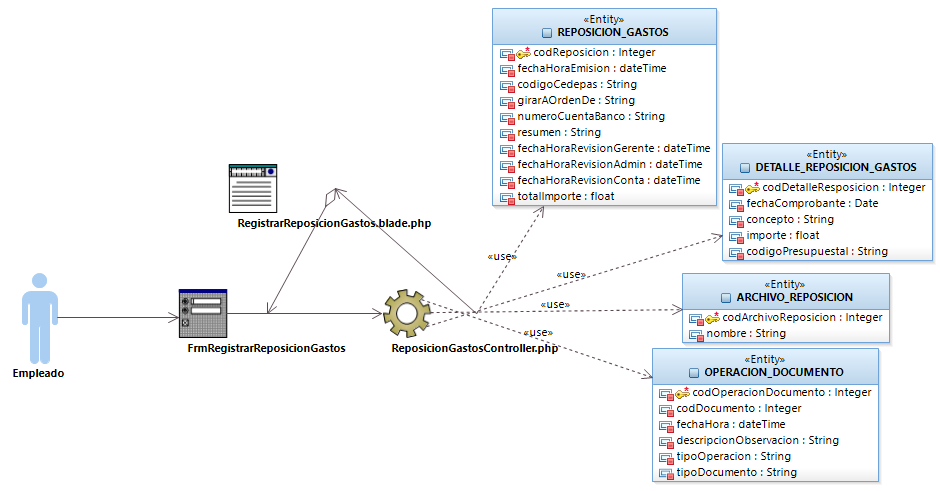 «Entity»
REPOSICION_GASTOS
codReposicion : Integer
fechaHoraEmision : dateTime
codigoCedepas : String
girarAOrdenDe : String
numeroCuentaBanco : String
resumen : String
fechaHoraRevisionGerente : dateTime
fechaHoraRevisionAdmin : dateTime
fechaHoraRevisionConta : dateTime
totalImporte : float
«Entity»
DETALLE_REPOSICION_GASTOS
codDetalleResposicion : Integer
fechaComprobante : Date
concepto : String
importe : float
codigoPresupuestal : String
RegistrarReposicionGastos.blade.php
«use»
«use»
«use»
«use»
«Entity»
ARCHIVO_REPOSICION
codArchivoReposicion : Integer
nombre : String
Empleado
FrmRegistrarReposicionGastos
ReposicionGastosController.php
«Entity»
OPERACION_DOCUMENTO
codOperacionDocumento : Integer
codDocumento : Integer
fechaHora : dateTime
descripcionObservacion : String
tipoOperacion : String
tipoDocumento : String